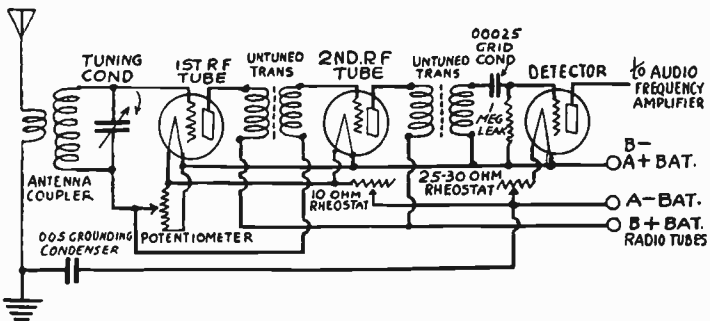 TUNING
COND
1ST RF
TUBE
UNTUNED
TRANS
2ND. RF
TUBE
UNTUNED
TRANS
00025
GRID
COND
DETECTOR
to AUDIO
FREQUENCY
AMPLIFIER
1
MEG
LEAK
ANTENNA
COUPLER
B-
A+ BAT.
10 OHM
RHEOSTAT
25-30 OHM
RHEOSTAT
A- BAT.
B+ BAT.
RADIO TUBES
POTENTIOMETER
005 GROUNDING
CONDENSER